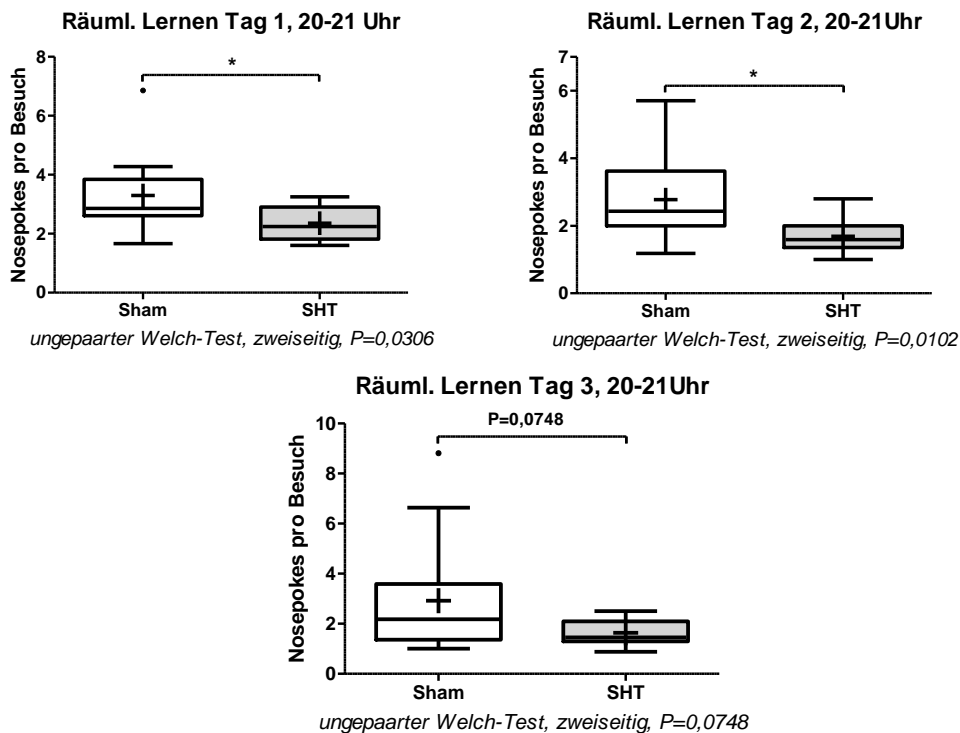 Räuml. Lernen Tag 1, 20-21 Uhr
Nosepokes pro Besuch
8
6
4
2
0
*
Sham
SHT
ungepaarter Welch-Test, zweiseitig, P=0,0306
Räuml. Lernen Tag 2, 20-21Uhr
Nosepokes pro Besuch
7
6
4
2
0
*
Sham
SHT
ungepaarter Welch-Test, zweiseitig, P=0,0102
Räuml. Lernen Tag 3, 20-21Uhr
Nosepokes pro Besuch
10
8
6
4
2
0
P=0,0748
Sham
SHT
ungepaarter Welch-Test, zweiseitig, P=0,0748